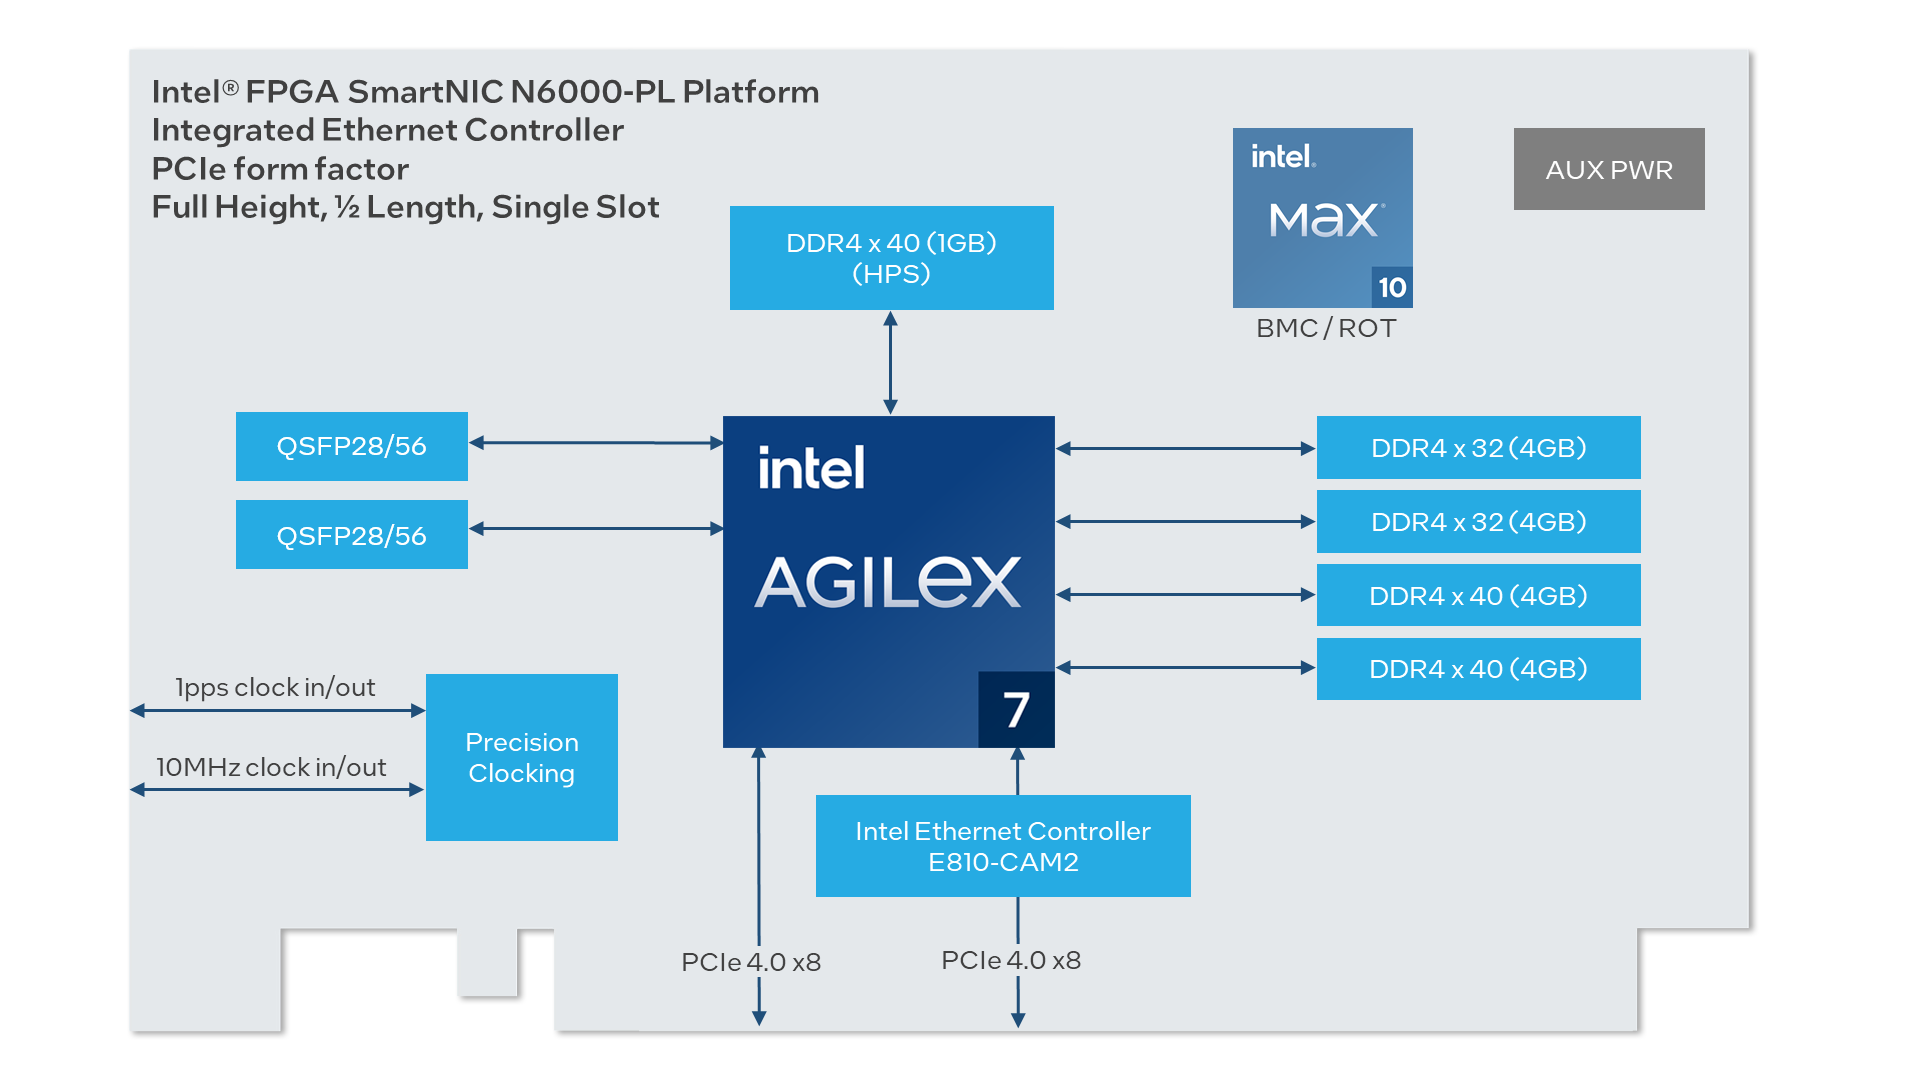 Intel® FPGA SmartNIC N6000-PL Platform
Integrated Ethernet Controller
PCIe form factor
Full Height, ½ Length, Single Slot
intel.
MAX®
10
BMC / ROT
AUX PWR
DDR4 x 40 (1GB)
(HPS)
QSFP28/56
QSFP28/56
intel
AGILEX
7
DDR4 x 32 (4GB)
DDR4 x 32 (4GB)
DDR4 x 40 (4GB)
DDR4 x 40 (4GB)
1pps clock in/out
10MHz clock in/out
Precision
Clocking
Intel Ethernet Controller
E810-CAM2
PCIe 4.0 x8
PCIe 4.0 x8